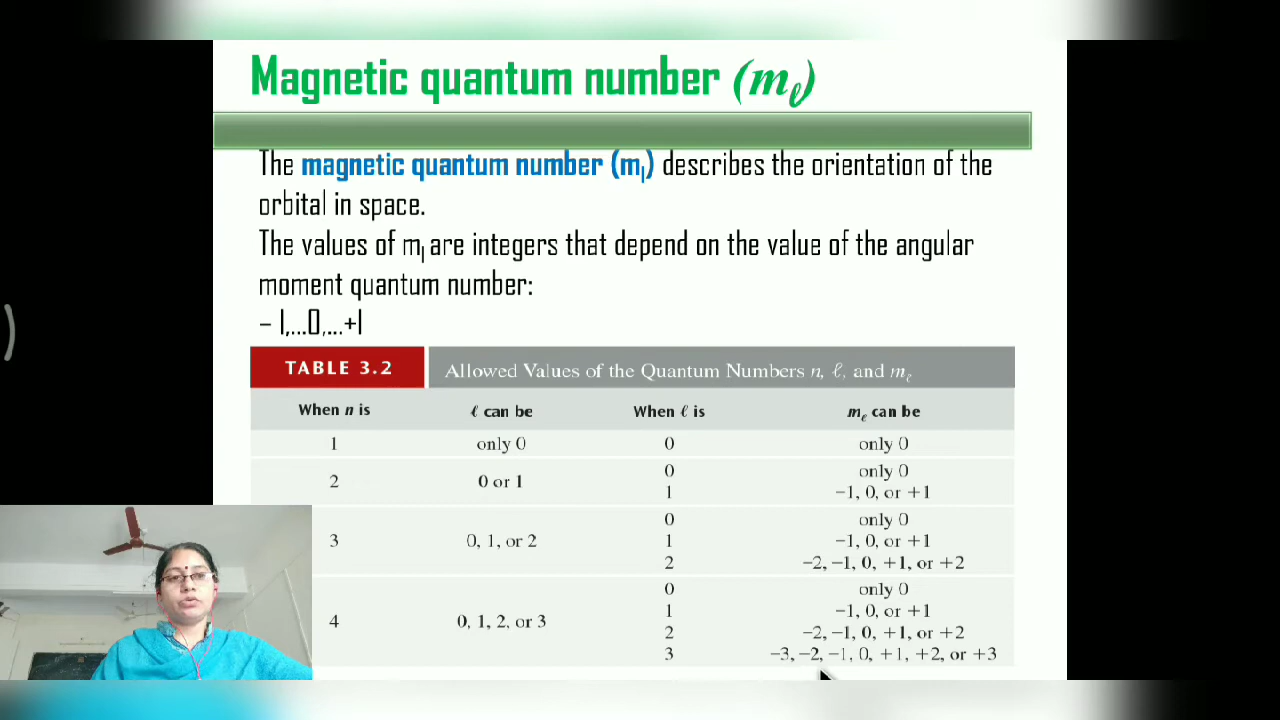 Magnetic quantum number (mℓ)
The magnetic quantum number (ml) describes the orientation of the
orbital in space.
The values of ml are integers that depend on the value of the angular
moment quantum number:
– l,...0,...+l
TABLE 3.2 Allowed Values of the Quantum Numbers n, ℓ, and mℓ
When n is ℓ can be When ℓ is mℓ can be
1 only 0 0 only 0
2 0 or 1 0 only 0
1 −1, 0, or +1
3 0, 1, or 2 0 only 0
1 −1, 0, or +1
2 −2, −1, 0, +1, or +2
4 0, 1, 2, or 3 0 only 0
1 −1, 0, or +1
2 −2, −1, 0, +1, or +2
3 −3, −2, −1, 0, +1, +2, or +3